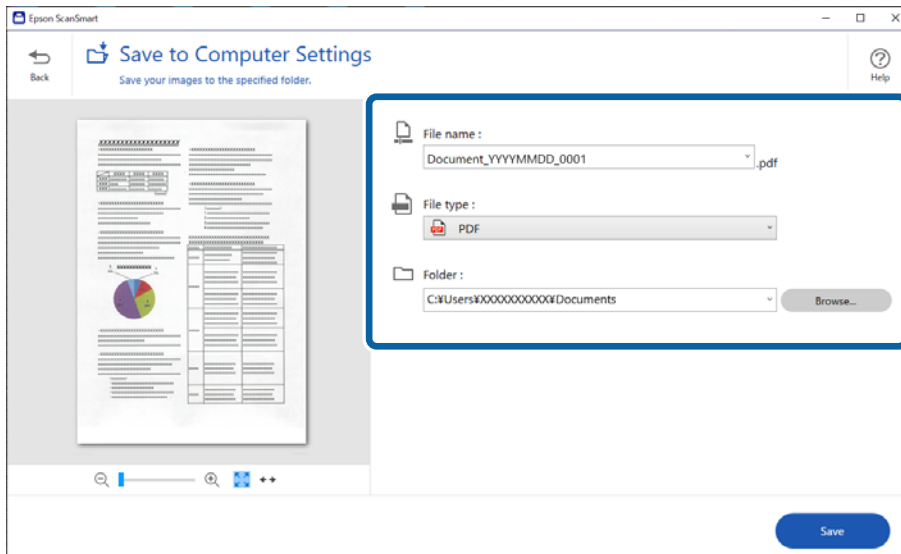 Epson ScanSmart
Back
Save to Computer Settings
Save your images to the specified folder.
Help
File name :
Document_YYYYMMDD_0001
.pdf
File type :
PDF
Folder :
C:¥Users¥XXXXXXXXXXX¥Documents
Browse...
Save